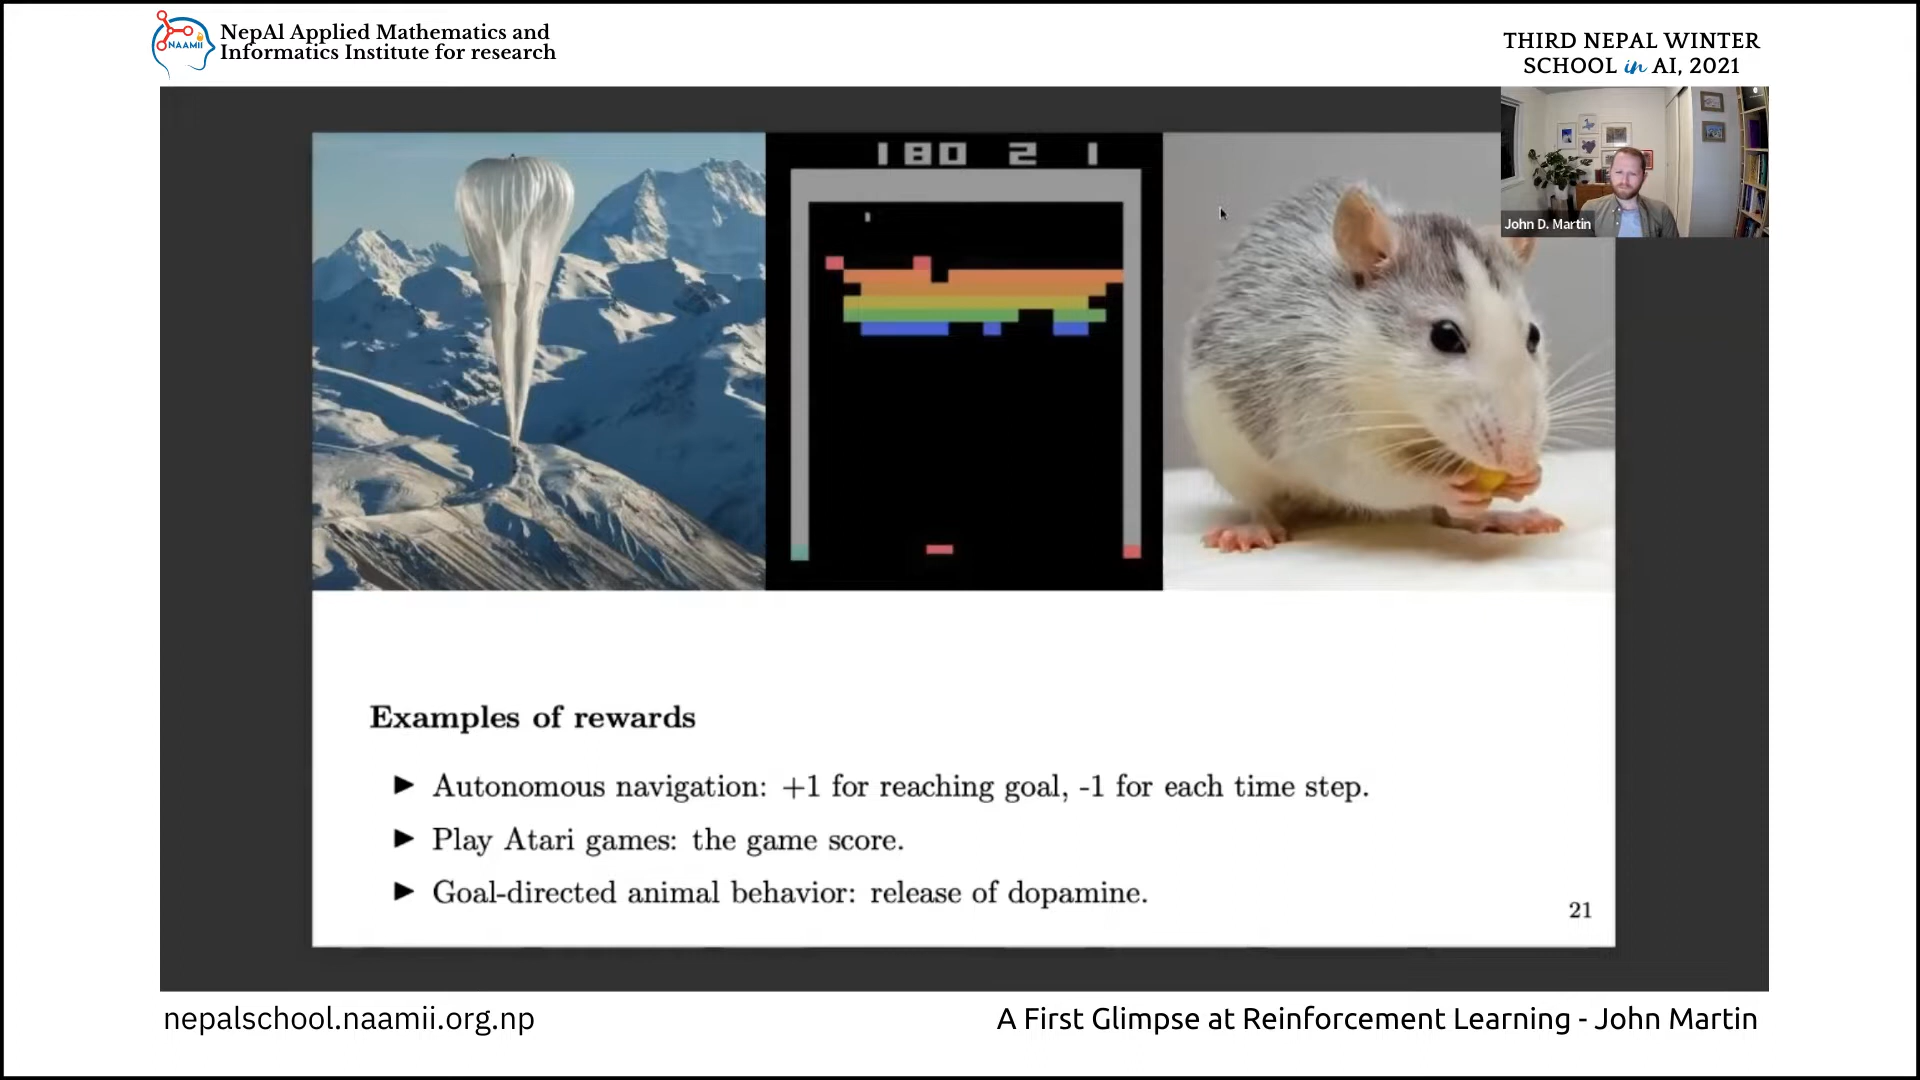 NAAMII
NepAl Applied Mathematics and
Informatics Institute for research
THIRD NEPAL WINTER
SCHOOL in AI, 2021
John D. Martin
180 2 1
Examples of rewards
▶ Autonomous navigation: +1 for reaching goal, -1 for each time step.
▶ Play Atari games: the game score.
▶ Goal-directed animal behavior: release of dopamine.
21
nepalschool.naamii.org.np
A First Glimpse at Reinforcement Learning - John Martin